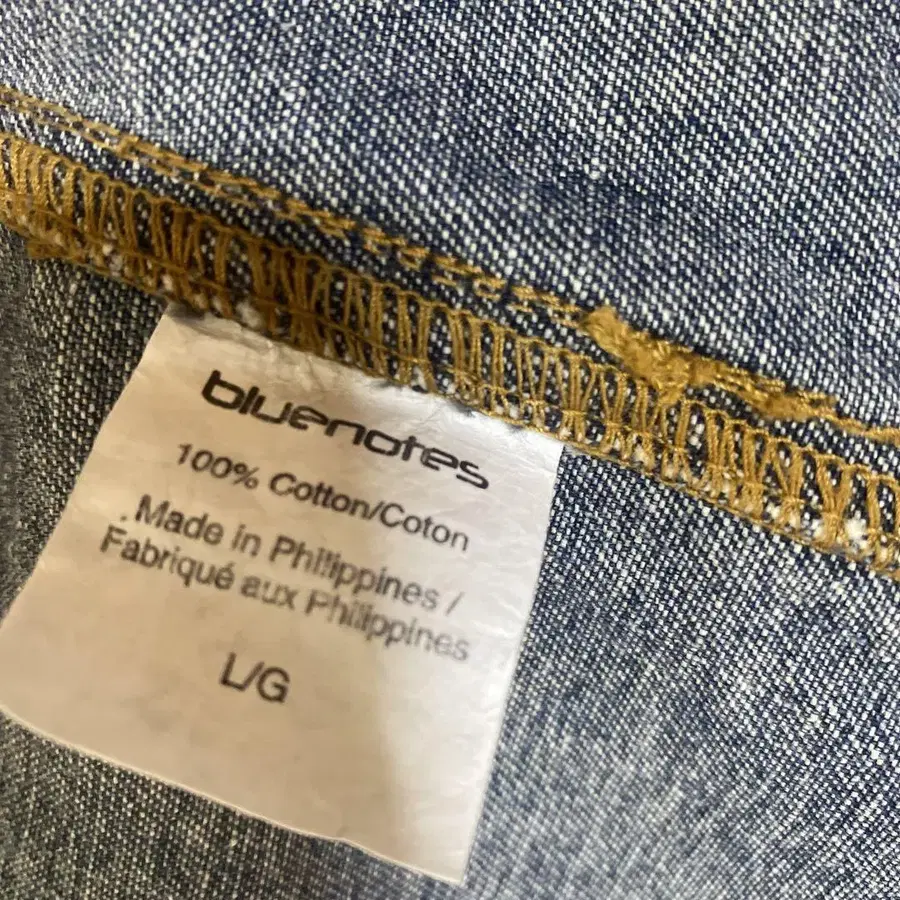 bluenotes
100% Cotton/Coton
Made in Philippines /
Fabriqué aux Philippines
L/G